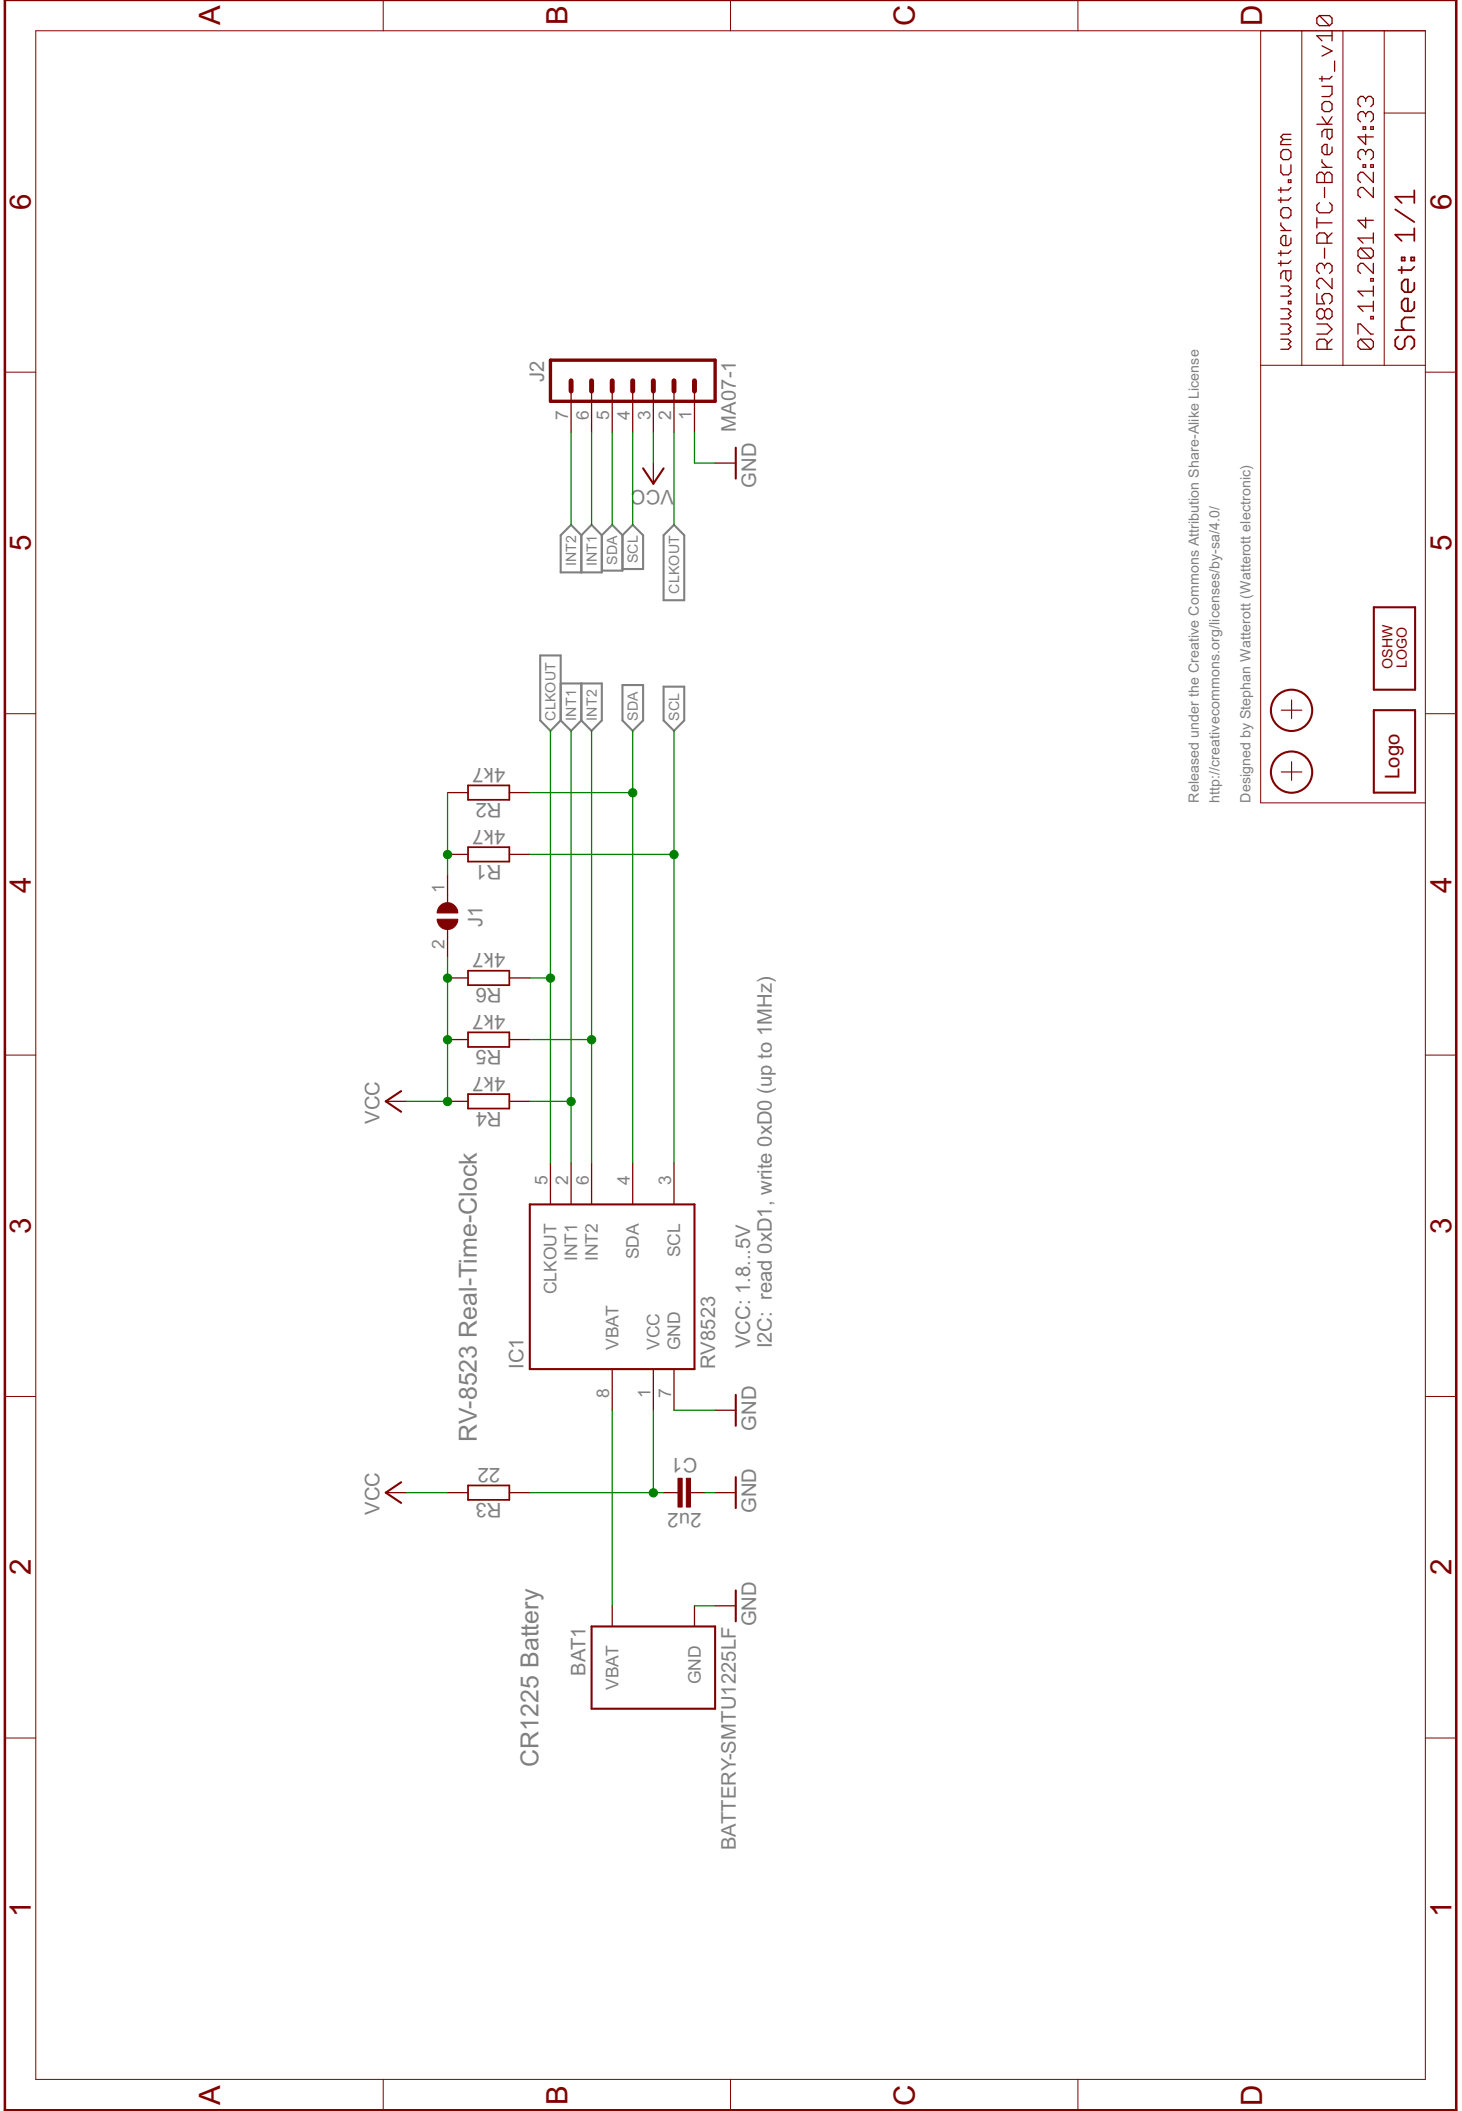 1
2
3
4
5
6
A
B
C
D
A
B
C
D
1
2
3
4
5
6
CR1225 Battery
BAT1
VBAT
GND
BATTERY-SMTU1225LF
GND
VCC
R3
22
C1
2u2
GND
RV-8523 Real-Time-Clock
IC1
VBAT
VCC
GND
8
1
7
GND
CLKOUT
INT1
INT2
SDA
SCL
5
2
6
4
3
RV8523
VCC: 1.8...5V
I2C: read 0xD1, write 0xD0 (up to 1MHz)
VCC
R4
4k7
R5
4k7
R6
4k7
2
J1
1
R1
4k7
R2
4k7
CLKOUT
INT1
INT2
SDA
SCL
INT2
INT1
SDA
SCL
CLKOUT
VCC
GND
J2
7
6
5
4
3
2
1
MA07-1
Released under the Creative Commons Attribution Share-Alike License
http://creativecommons.org/licenses/by-sa/4.0/
Designed by Stephan Watterott (Watterott electronic)
Logo
OSHW
LOGO
www.watterott.com
RV8523-RTC-Breakout_v10
07.11.2014 22:34:33
Sheet: 1/1